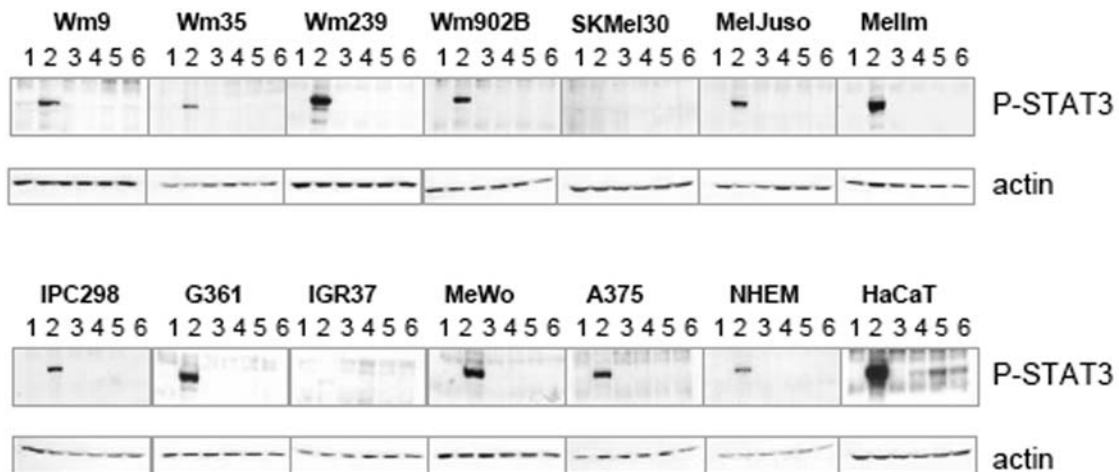 Wm9 Wm35 Wm239 Wm902B SKMel30 MelJuso MelIm
1 2 3 4 5 6 1 2 3 4 5 6 1 2 3 4 5 6 1 2 3 4 5 6 1 2 3 4 5 6 1 2 3 4 5 6 1 2 3 4 5 6
P-STAT3
actin
IPC298 G361 IGR37 MeWo A375 NHEM HaCaT
1 2 3 4 5 6 1 2 3 4 5 6 1 2 3 4 5 6 1 2 3 4 5 6 1 2 3 4 5 6 1 2 3 4 5 6 1 2 3 4 5 6
P-STAT3
actin